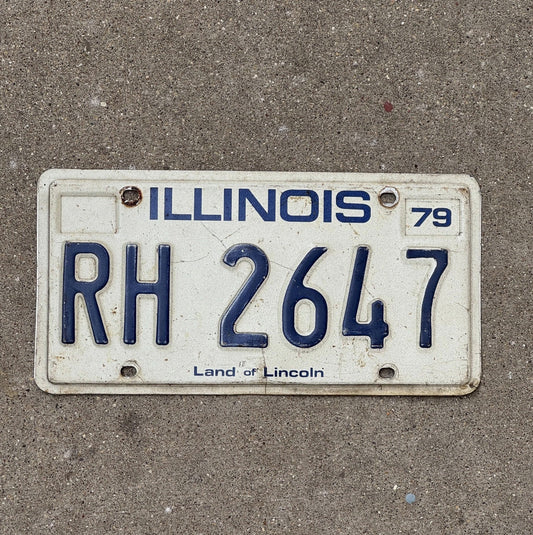 ILLINOIS 79
RH 2647
Land of Lincoln